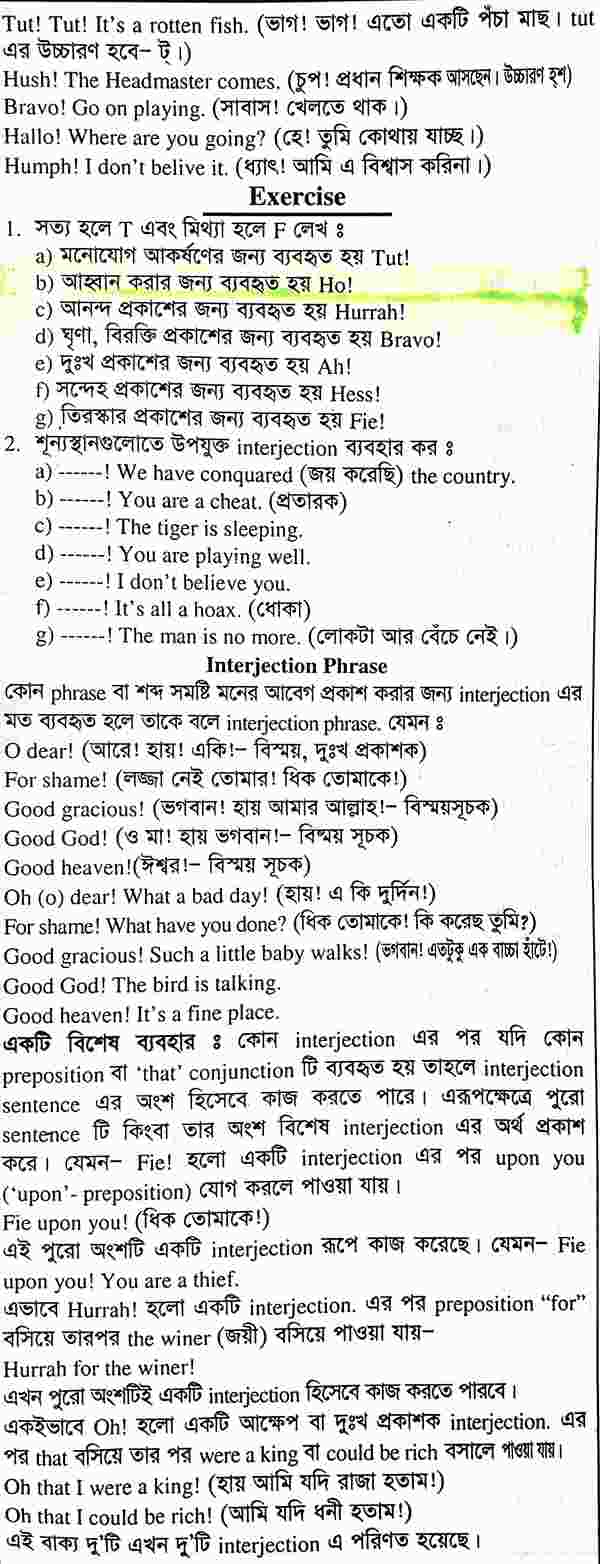 Tut! Tut! It's a rotten fish. (ভাগ! ভাগ! এতো একটি পঁচা মাছ। tut
এর উচ্চারণ হবে– ট্।)
Hush! The Headmaster comes. (চুপ! প্রধান শিক্ষক আসছেন। উচ্চারণ হ্শ)
Bravo! Go on playing. (সাবাস! খেলতে থাক।)
Hallo! Where are you going? (হে! তুমি কোথায় যাচ্ছ।)
Humph! I don't belive it. (ধ্যাৎ! আমি এ বিশ্বাস করিনা।)
Exercise
1. সত্য হলে T এবং মিথ্যা হলে F লেখ ঃ
a) মনোযোগ আকর্ষণের জন্য ব্যবহৃত হয় Tut!
b) আহ্বান করার জন্য ব্যবহৃত হয় Ho!
c) আনন্দ প্রকাশের জন্য ব্যবহৃত হয় Hurrah!
d) ঘৃণা, বিরক্তি প্রকাশের জন্য ব্যবহৃত হয় Bravo!
e) দুঃখ প্রকাশের জন্য ব্যবহৃত হয় Ah!
f) সন্দেহ প্রকাশের জন্য ব্যবহৃত হয় Hess!
g) তিরস্কার প্রকাশের জন্য ব্যবহৃত হয় Fie!
2. শূন্যস্থানগুলোতে উপযুক্ত interjection ব্যবহার কর ঃ
a) ------! We have conquared (জয় করেছি) the country.
b) ------! You are a cheat. (প্রতারক)
c) ------! The tiger is sleeping.
d) ------! You are playing well.
e) ------! I don't believe you.
f) ------! It's all a hoax. (ধোকা)
g) ------! The man is no more. (লোকটা আর বেঁচে নেই।)
Interjection Phrase
কোন phrase বা শব্দ সমষ্টি মনের আবেগ প্রকাশ করার জন্য interjection এর
মত ব্যবহৃত হলে তাকে বলে interjection phrase. যেমন ঃ
O dear! (আরে! হায়! একি!– বিস্ময়, দুঃখ প্রকাশক)
For shame! (লজ্জা নেই তোমার! ধিক তোমাকে!)
Good gracious! (ভগবান! হায় আমার আল্লাহ!– বিস্ময়সূচক)
Good God! (ও মা! হায় ভগবান!– বিষ্ময় সূচক)
Good heaven!(ঈশ্বর!– বিস্ময় সূচক)
Oh (o) dear! What a bad day! (হায়! এ কি দুর্দিন!)
For shame! What have you done? (ধিক তোমাকে! কি করেছ তুমি?)
Good gracious! Such a little baby walks! (ভগবান! এতটুকু এক বাচ্চা হাঁটে!)
Good God! The bird is talking.
Good heaven! It's a fine place.
একটি বিশেষ ব্যবহার ঃ কোন interjection এর পর যদি কোন
preposition বা 'that' conjunction টি ব্যবহৃত হয় তাহলে interjection
sentence এর অংশ হিসেবে কাজ করতে পারে। এরূপক্ষেত্রে পুরো
sentence টি কিংবা তার অংশ বিশেষ interjection এর অর্থ প্রকাশ
করে। যেমন– Fie! হলো একটি interjection এর পর upon you
('upon'- preposition) যোগ করলে পাওয়া যায়।
Fie upon you! (ধিক তোমাকে!)
এই পুরো অংশটি একটি interjection রূপে কাজ করেছে। যেমন– Fie
upon you! You are a thief.
এভাবে Hurrah! হলো একটি interjection. এর পর preposition "for"
বসিয়ে তারপর the winer (জয়ী) বসিয়ে পাওয়া যায়–
Hurrah for the winer!
এখন পুরো অংশটিই একটি interjection হিসেবে কাজ করতে পারবে।
একইভাবে Oh! হলো একটি আক্ষেপ বা দুঃখ প্রকাশক interjection. এর
পর that বসিয়ে তার পর were a king বা could be rich বসালে পাওয়া যায়।
Oh that I were a king! (হায় আমি যদি রাজা হতাম!)
Oh that I could be rich! (আমি যদি ধনী হতাম!)
এই বাক্য দু'টি এখন দু'টি interjection এ পরিণত হয়েছে।